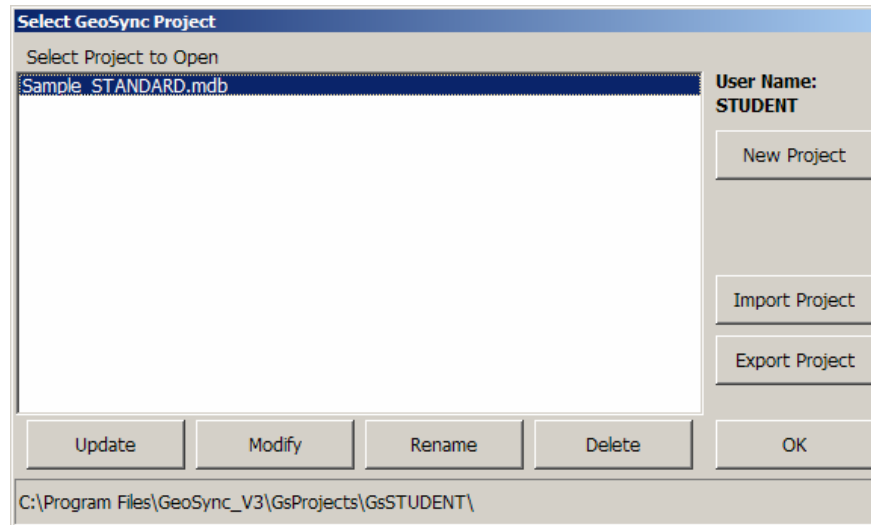 Select GeoSync Project
Select Project to Open
Sample_STANDARD.mdb
User Name:
STUDENT
New Project
Import Project
Export Project
Update
Modify
Rename
Delete
OK
C:\Program Files\GeoSync_V3\GsProjects\GsSTUDENT\